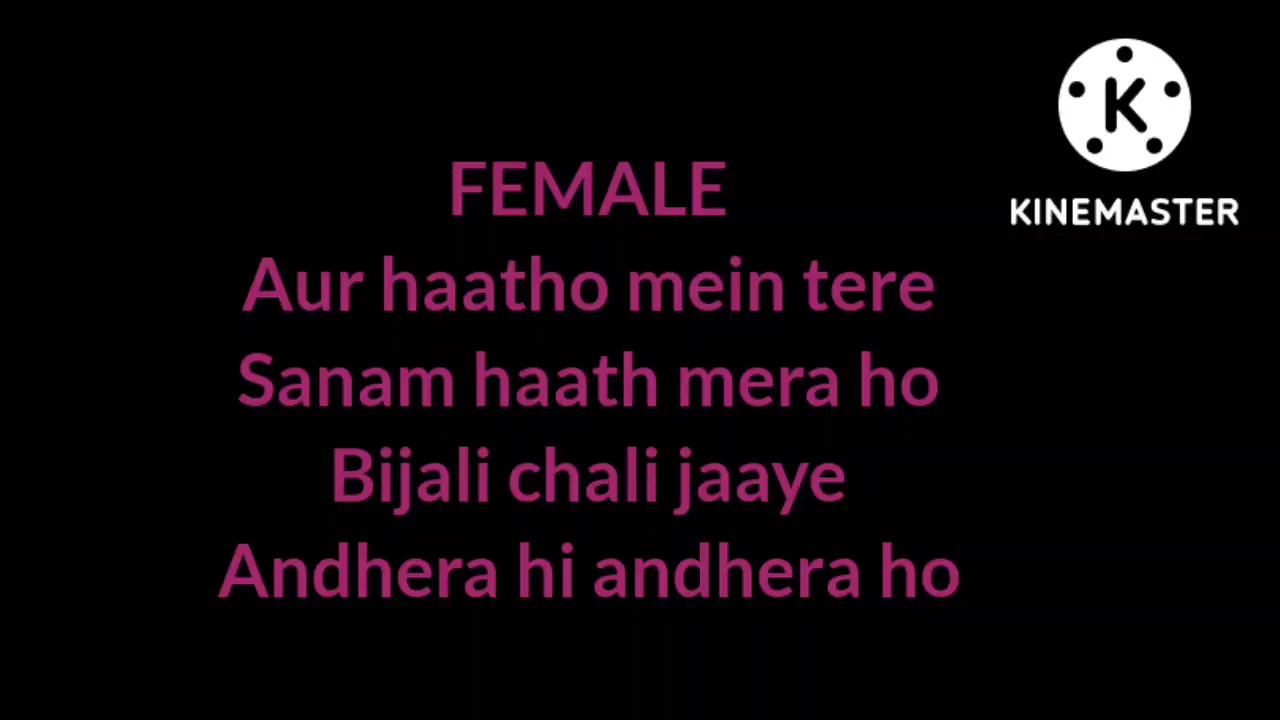 FEMALE
Aur haatho mein tere
Sanam haath mera ho
Bijali chali jaaye
Andhera hi andhera ho
K
KINEMASTER